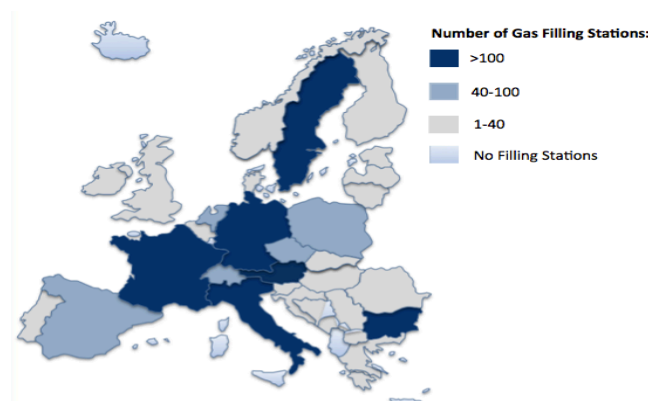 Number of Gas Filling Stations:
>100
40-100
1-40
No Filling Stations